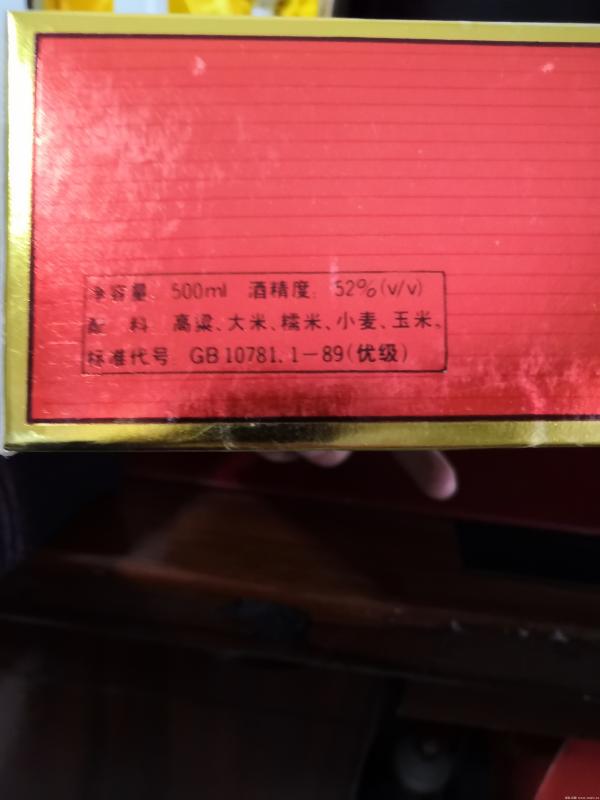 净容量: 500ml 酒精度: 52%(v/v)
配 料 高粱、大米、糯米、小麦、玉米。
标准代号 GB 10781.1-89(优级)